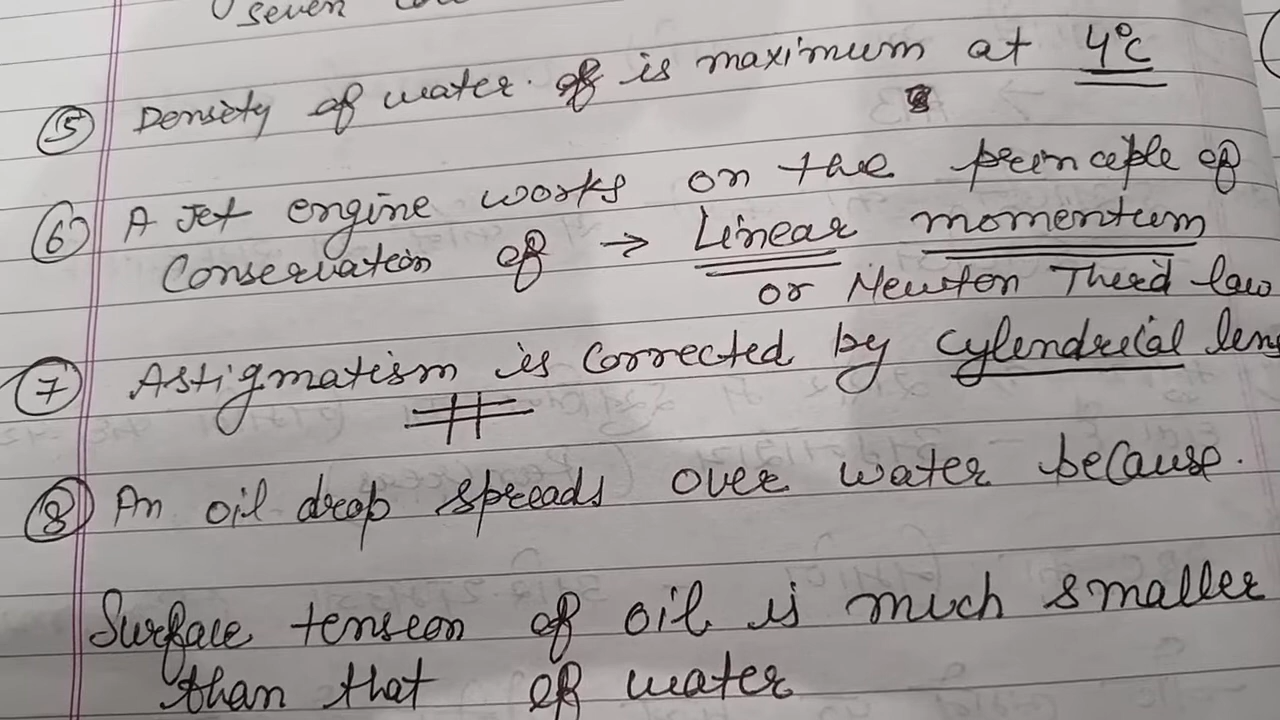 seven
⑤ Density of water. is maximum at 4°C
⑥ A Jet engine works on the principle of
Conservation of → Linear momentum
or Newton Third law
⑦ Astigmatism is corrected by cylendrical lens
⑧ An oil drop spreads over water because.
Surface tension of oil is much smaller
than that of water